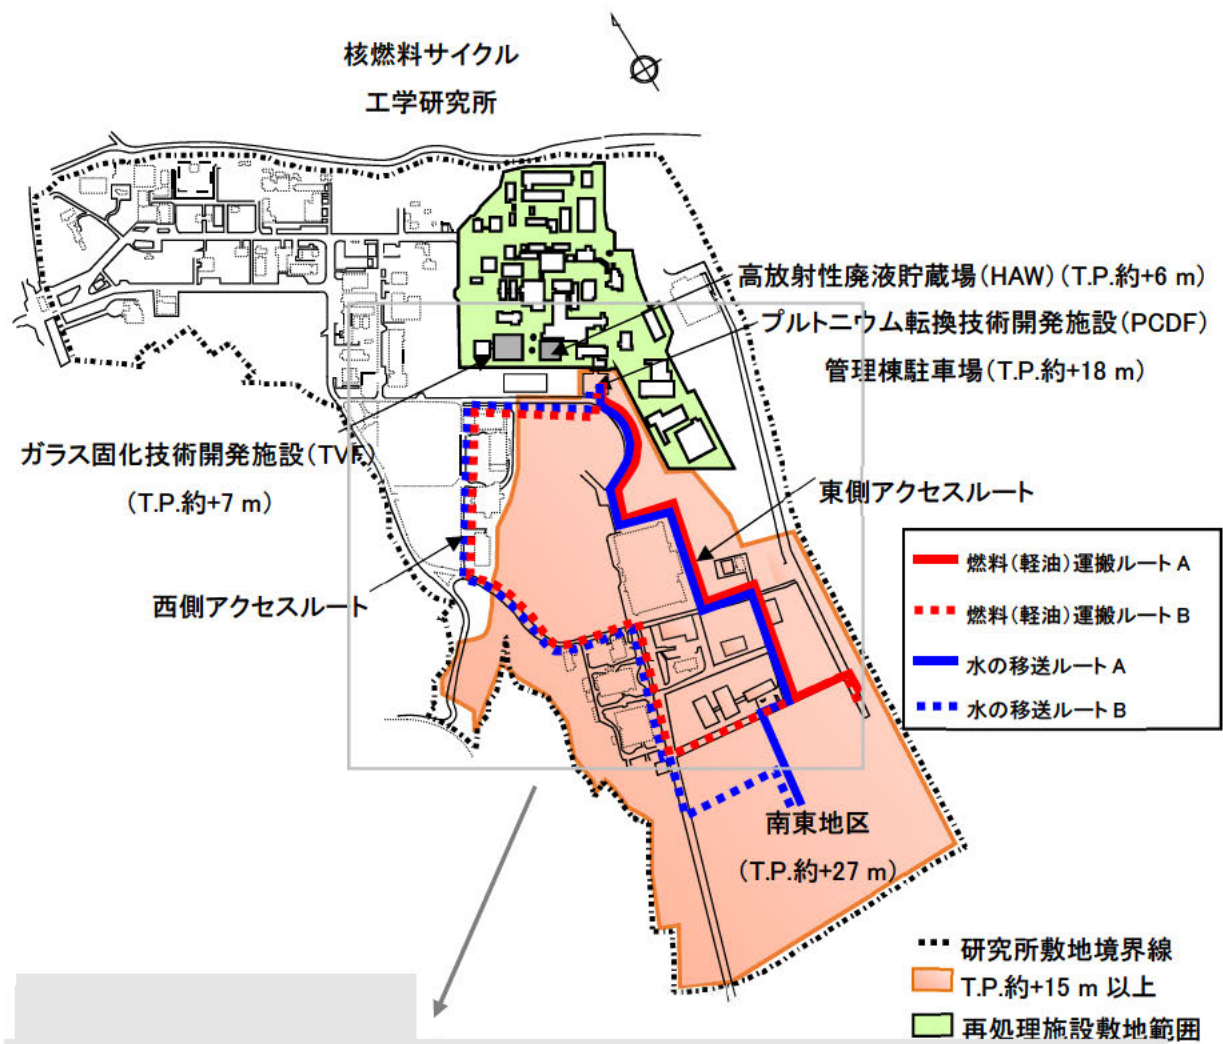 核燃料サイクル
工学研究所
高放射性廃液貯蔵場(HAW)(T.P.約+6 m)
プルトニウム転換技術開発施設(PCDF)
管理棟駐車場(T.P.約+18 m)
ガラス固化技術開発施設(TVF)
(T.P.約+7 m)
東側アクセスルート
西側アクセスルート
燃料(軽油)運搬ルート A
燃料(軽油)運搬ルート B
水の移送ルート A
水の移送ルート B
南東地区
(T.P.約+27 m)
研究所敷地境界線
T.P.約+15 m 以上
再処理施設敷地範囲